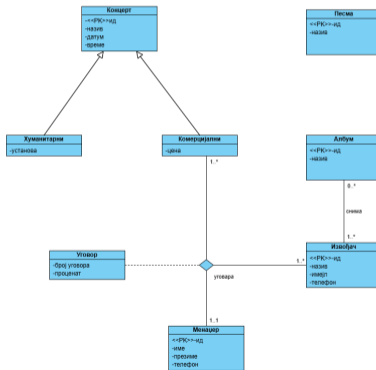 Концерт
-<<PK>>ид
-назив
-датум
-време
Песма
<<PK>>-ид
-назив
Хуманитарни
-установа
Комерцијални
-цена
Албум
<<PK>>-ид
-назив
1..*
0..*
снима
1..*
Уговор
-број уговора
-проценат
уговара
1..*
Извођач
<<PK>>-ид
-назив
-имејл
-телефон
1..1
Менаџер
<<PK>>-ид
-име
-презиме
-телефон